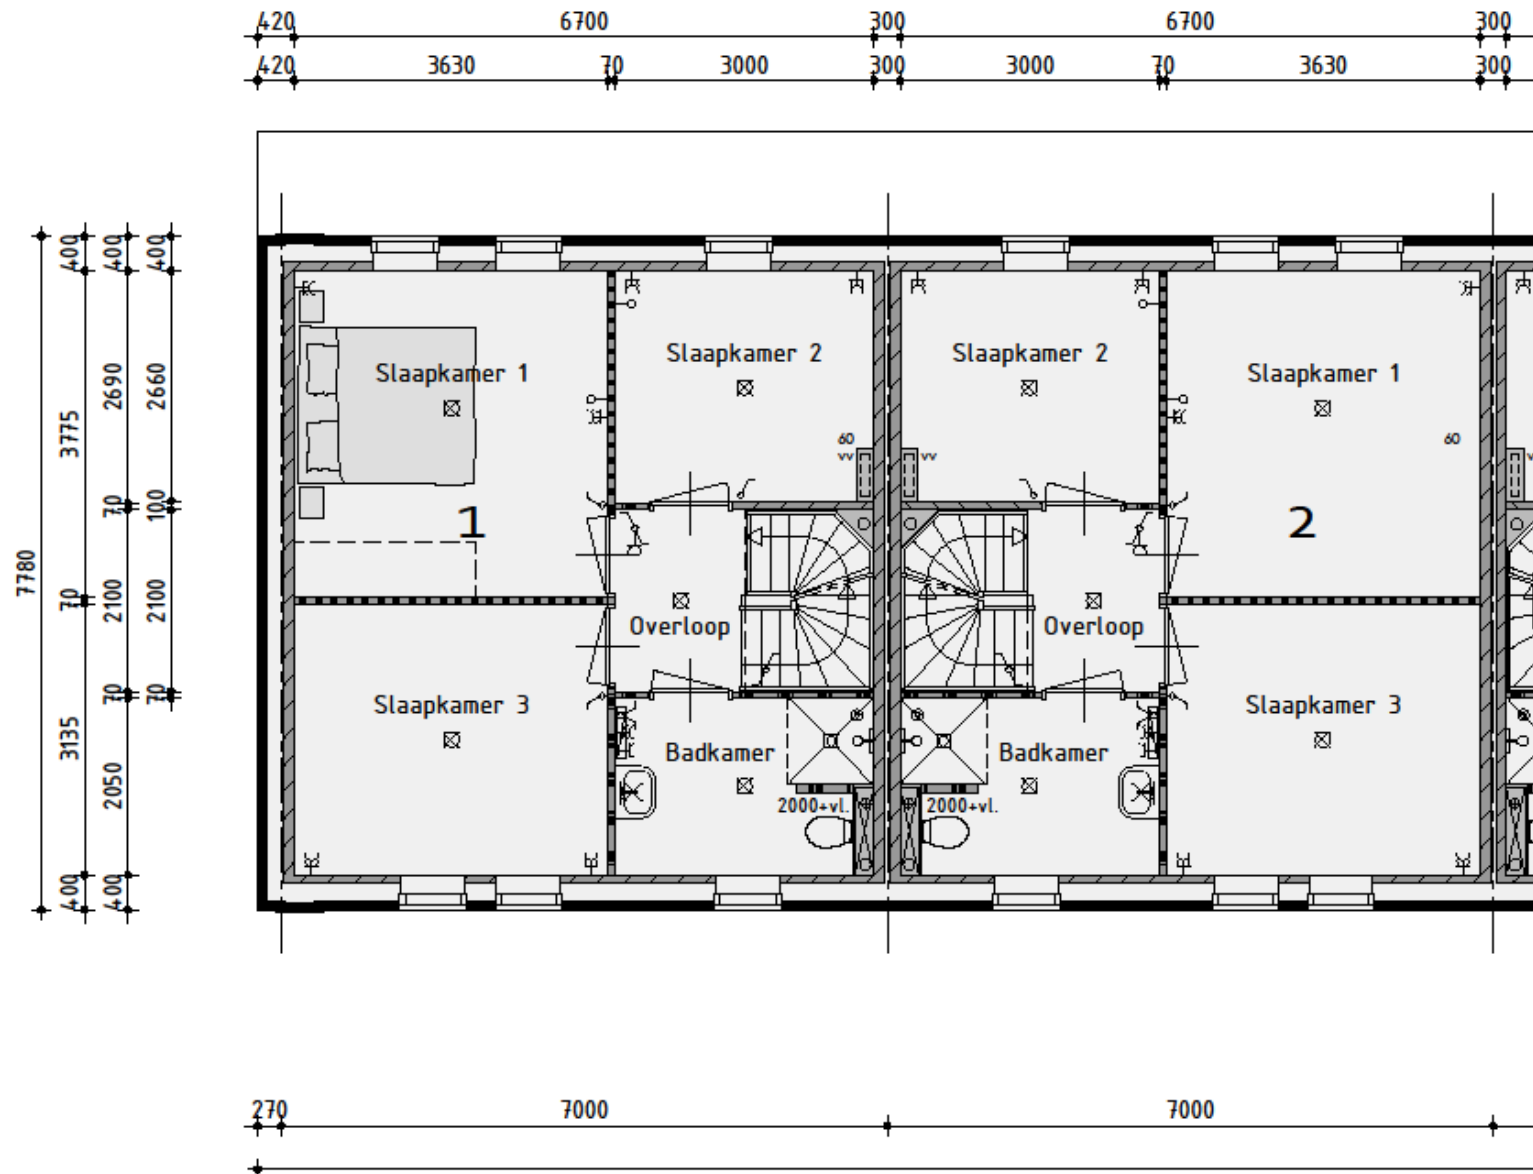 420 6700 300 6700 300
420 3630 70 3000 300 3000 70 3630 300
400 400 400
Slaapkamer 2 Slaapkamer 2
Slaapkamer 1 Slaapkamer 1
2690 2660
3775
60 60
vv vv
70 100
1 2
7780
70 2100 2100
Overloop Overloop
70 70
Slaapkamer 3 Slaapkamer 3
3135
Badkamer Badkamer
2050
2000+vl. 2000+vl.
400 400
270 7000 7000